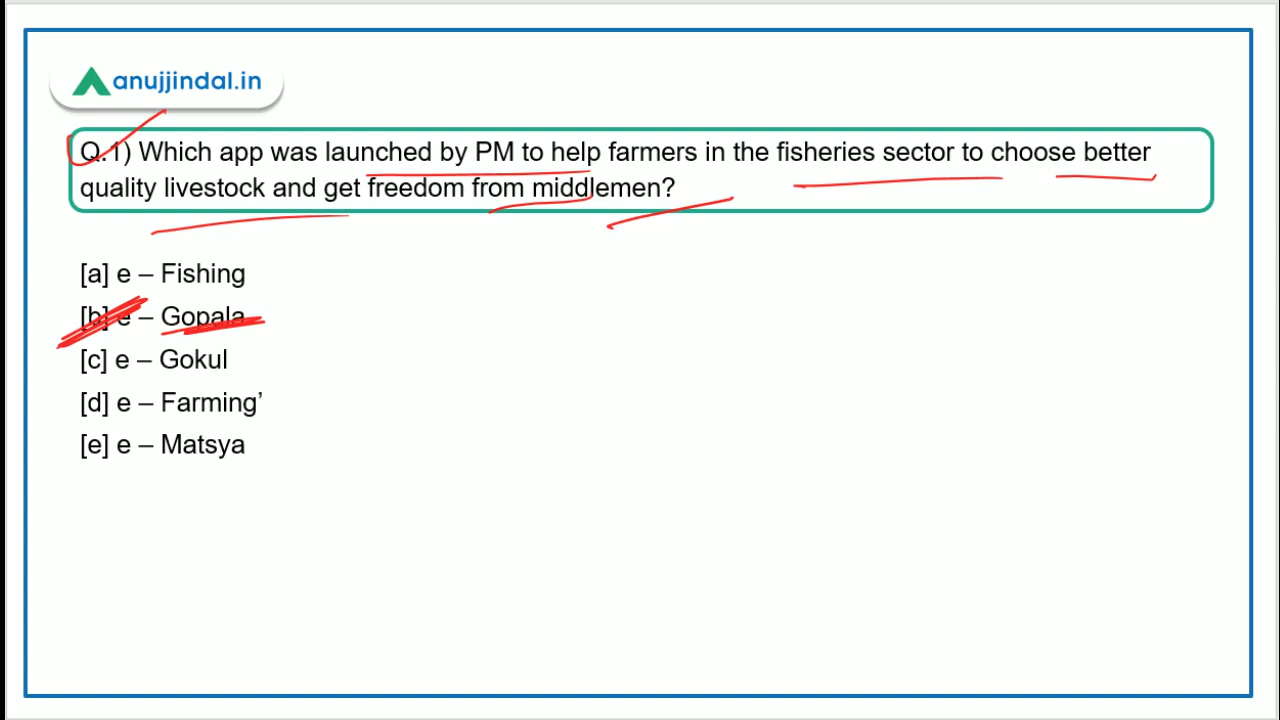 anujjindal.in
Q.1) Which app was launched by PM to help farmers in the fisheries sector to choose better
quality livestock and get freedom from middlemen?
[a] e – Fishing
[b] e – Gopala
[c] e – Gokul
[d] e – Farming’
[e] e – Matsya